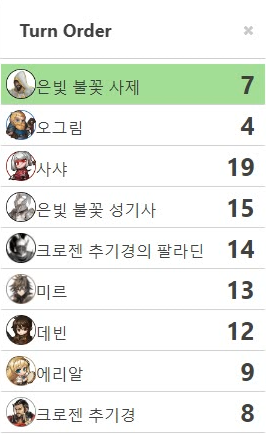 Turn Order ×
은빛 불꽃 사제 7
오그림 4
사샤 19
은빛 불꽃 성기사 15
크로젠 추기경의 팔라딘 14
미르 13
데빈 12
에리알 9
크로젠 추기경 8